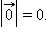 |0⃗| = 0.